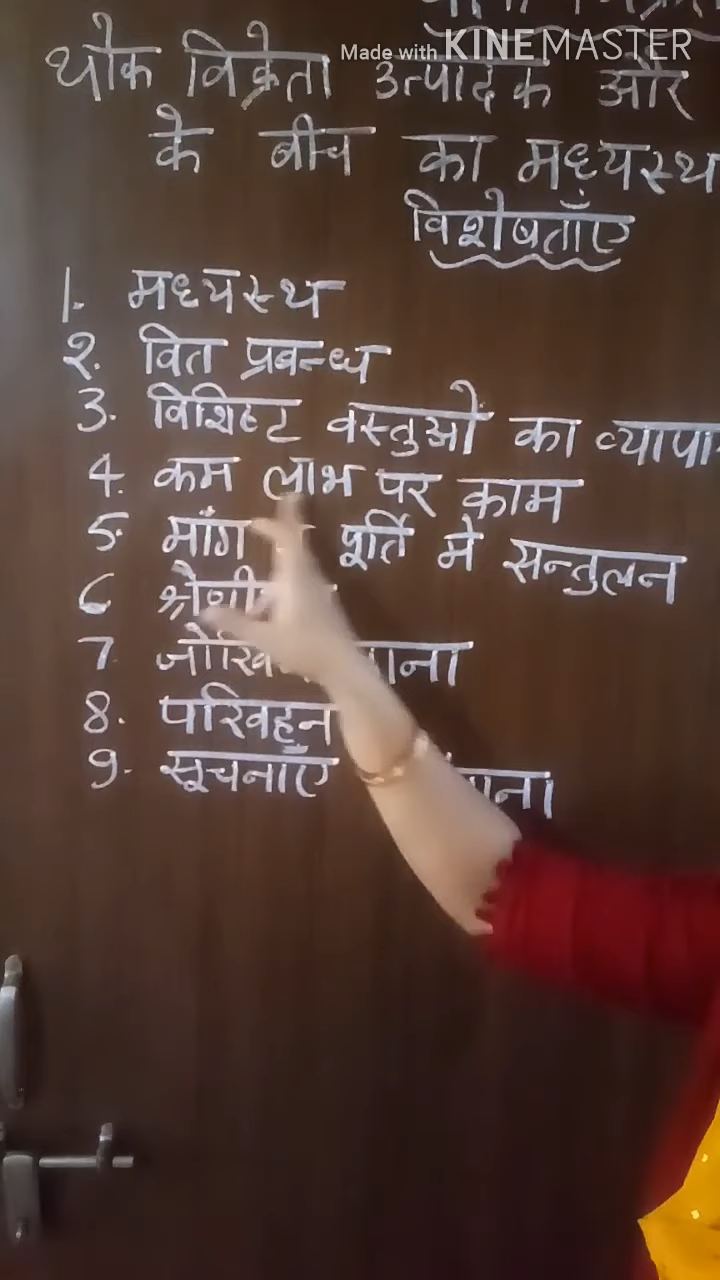 Made with KINEMASTER
थोक विक्रेता उत्पादक और
के बीच का मध्यस्थ
विशेषताएँ
1. मध्यस्थ
2. वित प्रबन्ध
3. विशिष्ट वस्तुओं का
4. कम लाभ पर काम
5. माँग पूर्ति मे सन्तुलन
6
7.
8. परिवहन
9. सूचनाएँ